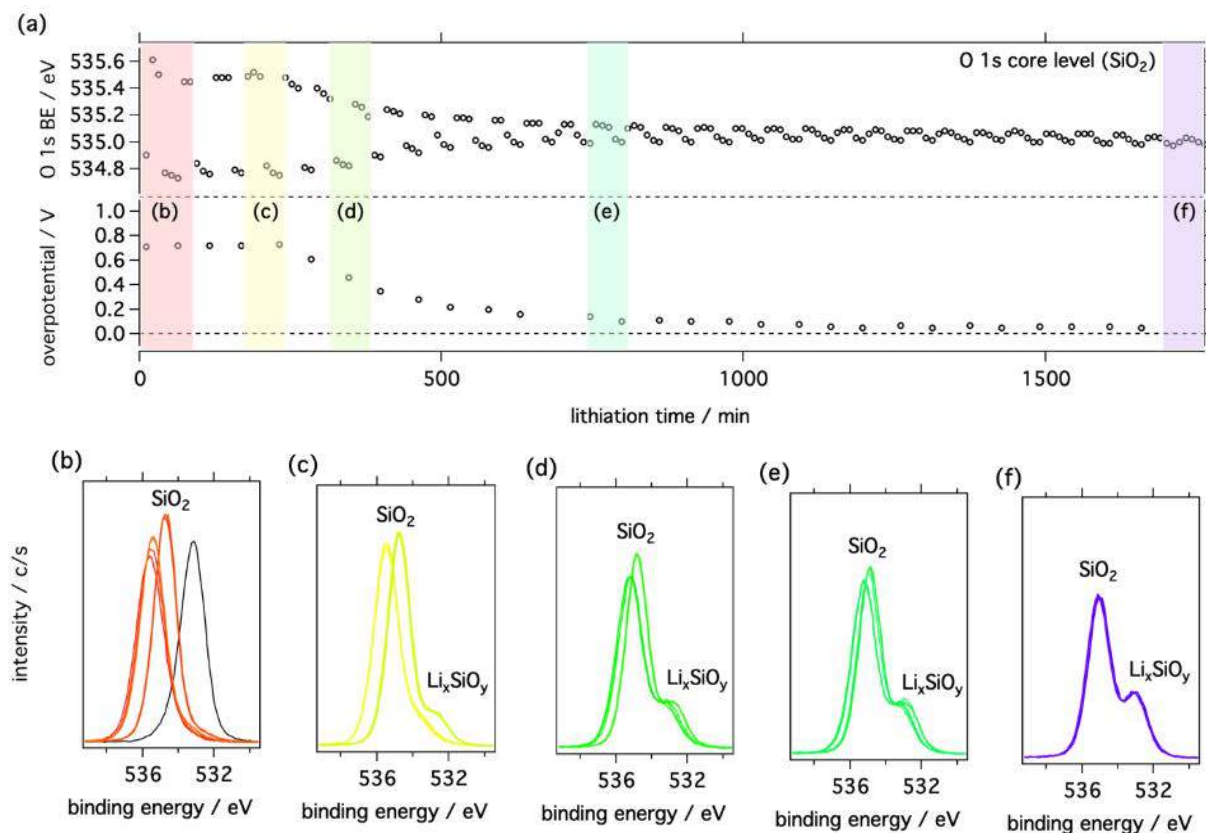 (a)
O 1s BE / eV
535.6
535.4
535.2
535.0
534.8
O 1s core level (SiO₂)
(b) (c) (d) (e) (f)
overpotential / V
1.0
0.8
0.6
0.4
0.2
0.0
0 500 1000 1500
lithiation time / min
(b) (c) (d) (e) (f)
intensity / c/s
SiO₂
SiO₂
LiₓSiOᵧ
SiO₂
LiₓSiOᵧ
SiO₂
LiₓSiOᵧ
SiO₂
LiₓSiOᵧ
536 532
536 532
536 532
536 532
536 532
binding energy / eV
binding energy / eV
binding energy / eV
binding energy / eV
binding energy / eV